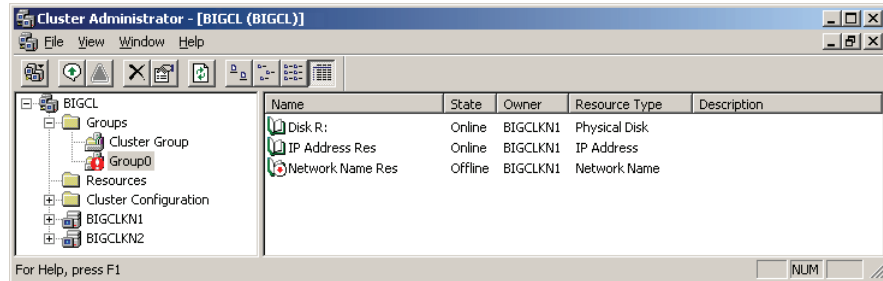 Cluster Administrator - [BIGCL (BIGCL)]
File View Window Help
BIGCL
Groups
Cluster Group
Group0
Resources
Cluster Configuration
BIGCLKN1
BIGCLKN2
Name State Owner Resource Type Description
Disk R: Online BIGCLKN1 Physical Disk
IP Address Res Online BIGCLKN1 IP Address
Network Name Res Offline BIGCLKN1 Network Name
For Help, press F1 NUM